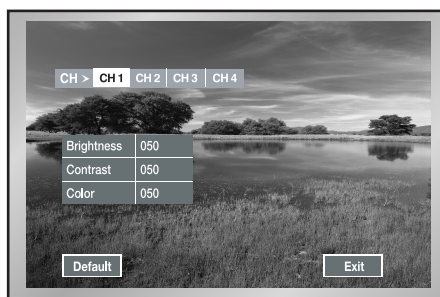 CH > CH 1 CH 2 CH 3 CH 4
Brightness 050
Contrast 050
Color 050
Default Exit